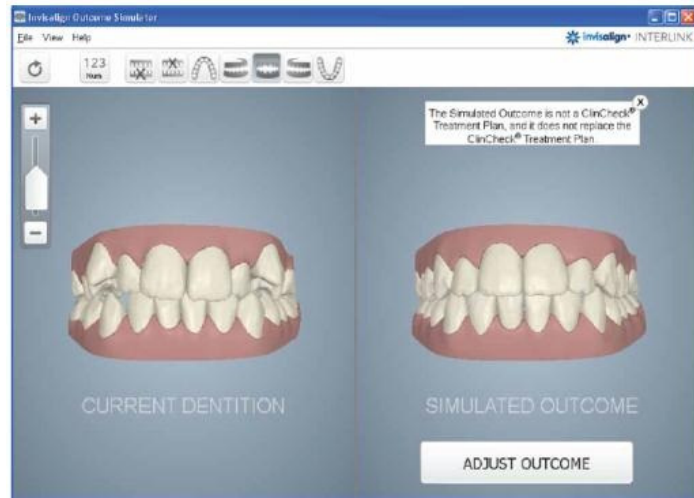 Invisalign Outcome Simulator
File View Help
invisalign INTERLINK
123
Num
The Simulated Outcome is not a ClinCheck®
Treatment Plan, and it does not replace the
ClinCheck® Treatment Plan
X
CURRENT DENTITION
SIMULATED OUTCOME
ADJUST OUTCOME